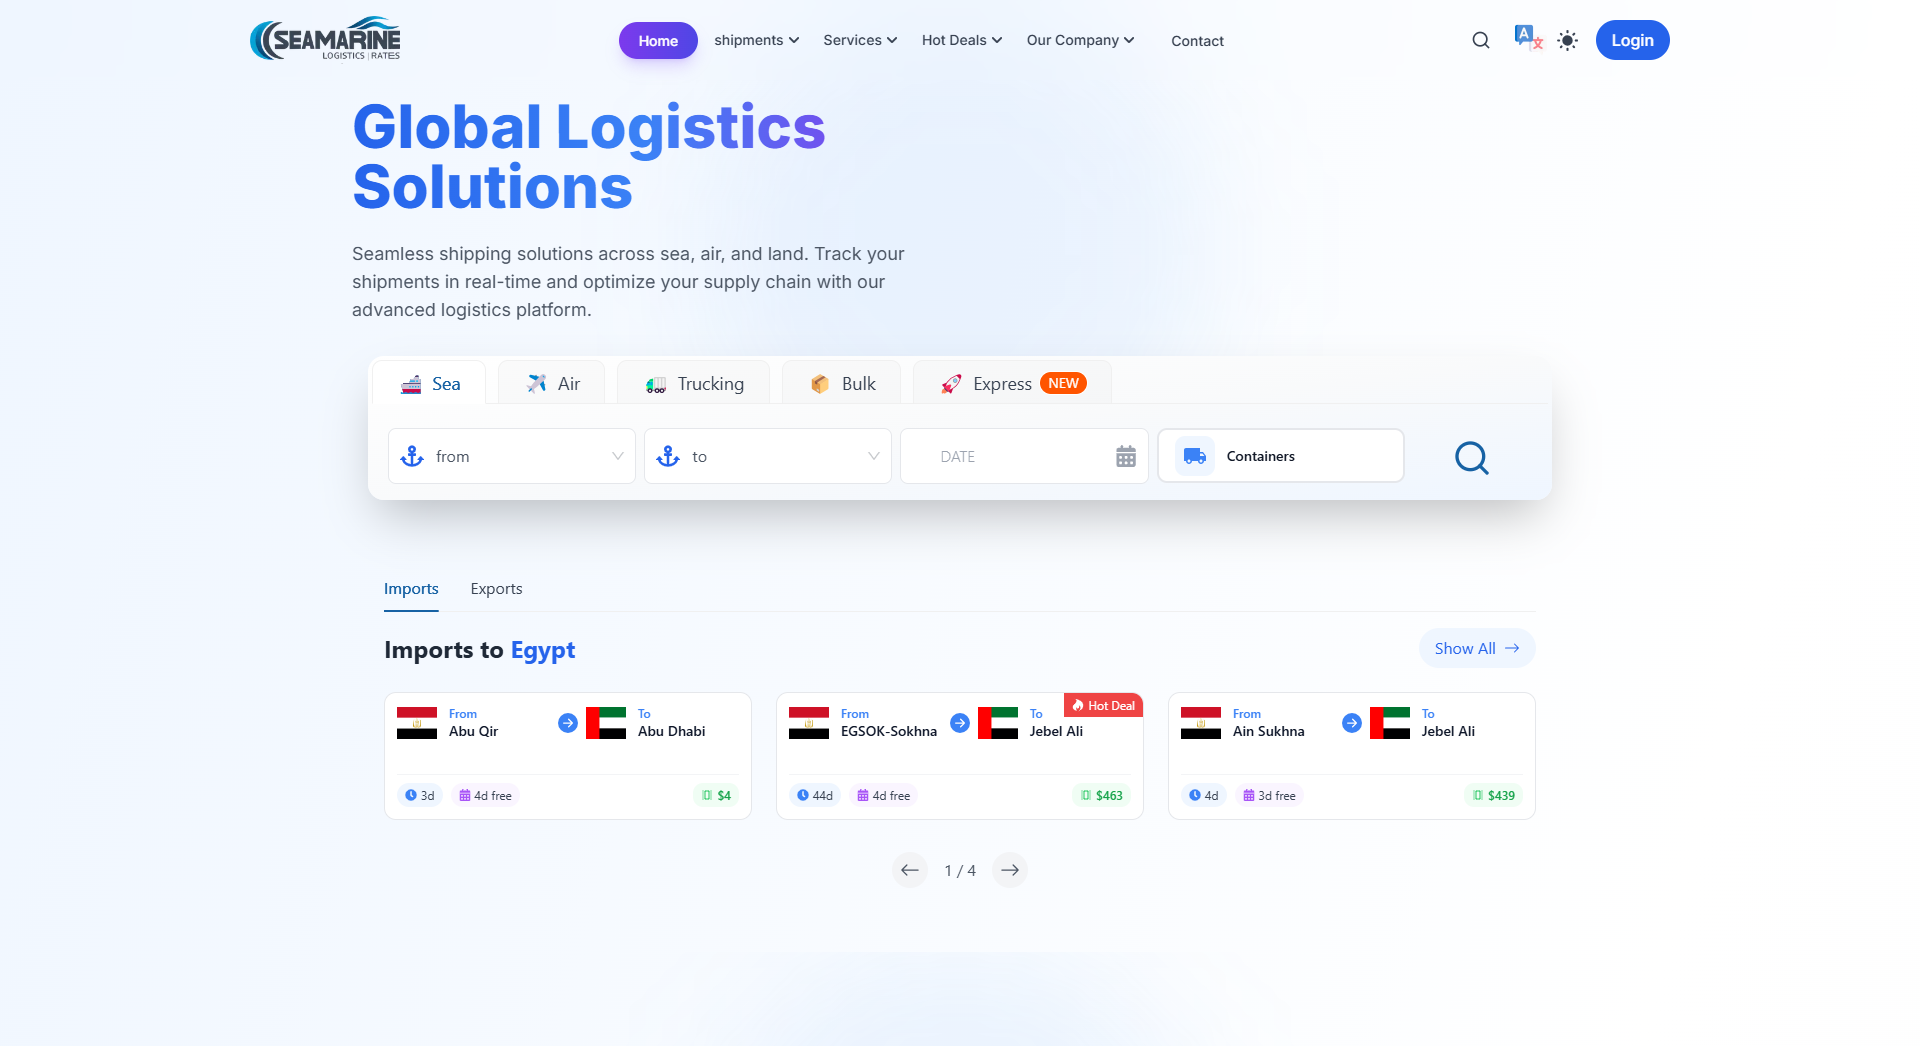 SEAMARINE
LOGISTICS | RATES
Home
shipments
Services
Hot Deals
Our Company
Contact
A
文
Login
Global Logistics
Solutions
Seamless shipping solutions across sea, air, and land. Track your
shipments in real-time and optimize your supply chain with our
advanced logistics platform.
Sea
Air
Trucking
Bulk
Express NEW
from
to
DATE
Containers
Imports
Exports
Imports to Egypt
Show All
From
Abu Qir
To
Abu Dhabi
3d
4d free
$4
Hot Deal
From
EGSOK-Sokhna
To
Jebel Ali
44d
4d free
$463
From
Ain Sukhna
To
Jebel Ali
4d
3d free
$439
1 / 4